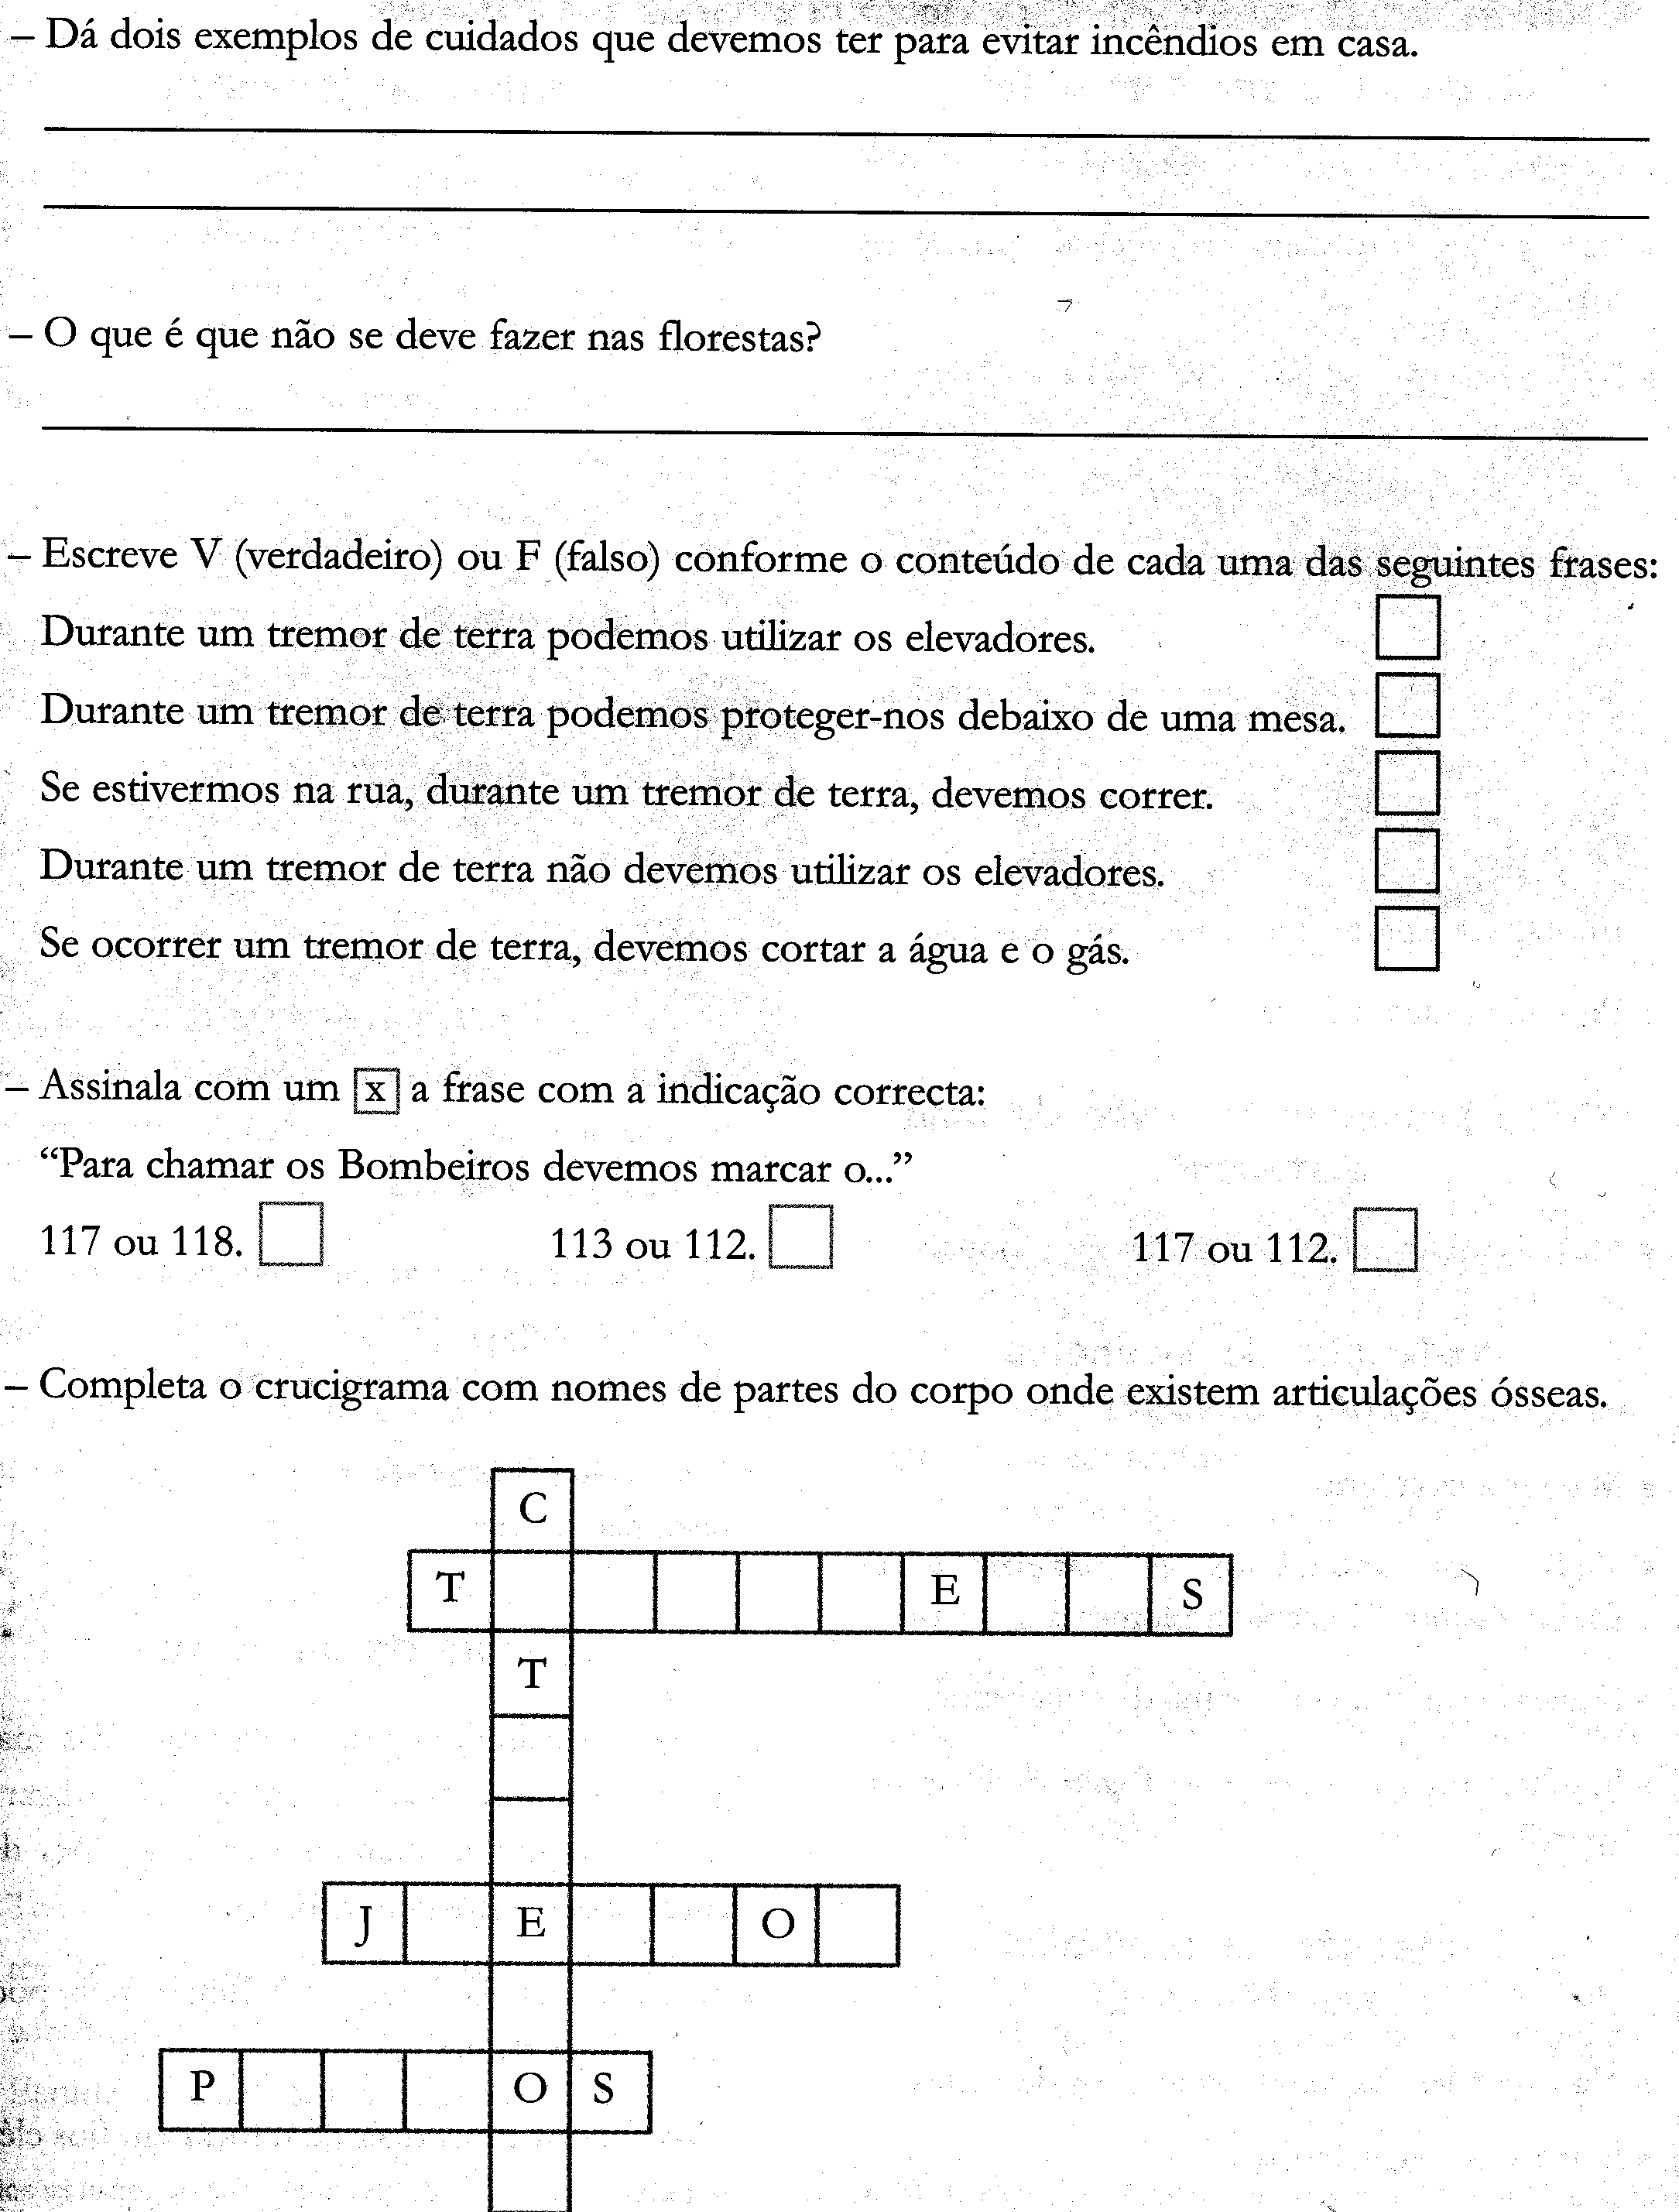 – Dá dois exemplos de cuidados que devemos ter para evitar incêndios em casa.
– O que é que não se deve fazer nas florestas?
– Escreve V (verdadeiro) ou F (falso) conforme o conteúdo de cada uma das seguintes frases:
Durante um tremor de terra podemos utilizar os elevadores.
Durante um tremor de terra podemos proteger-nos debaixo de uma mesa.
Se estivermos na rua, durante um tremor de terra, devemos correr.
Durante um tremor de terra não devemos utilizar os elevadores.
Se ocorrer um tremor de terra, devemos cortar a água e o gás.
– Assinala com um x a frase com a indicação correcta:
“Para chamar os Bombeiros devemos marcar o...”
117 ou 118. 113 ou 112. 117 ou 112.
– Completa o crucigrama com nomes de partes do corpo onde existem articulações ósseas.
C
T E S
T
J E O
P O S